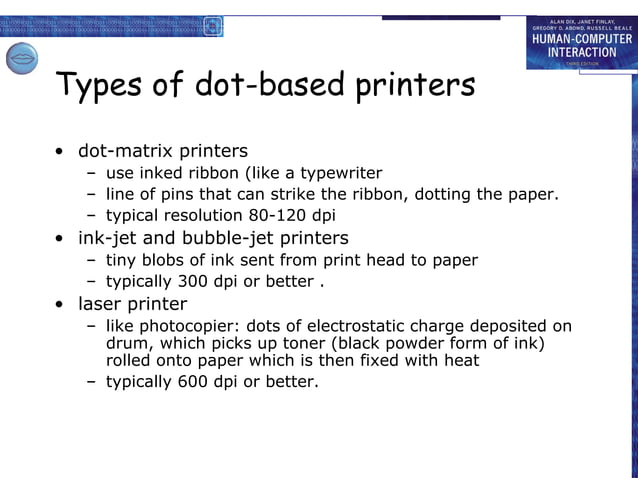 ALAN DIX, JANET FINLAY,
GREGORY D. ABOWD, RUSSELL BEALE
HUMAN-COMPUTER
INTERACTION
THIRD EDITION
Types of dot-based printers
• dot-matrix printers
– use inked ribbon (like a typewriter
– line of pins that can strike the ribbon, dotting the paper.
– typical resolution 80-120 dpi
• ink-jet and bubble-jet printers
– tiny blobs of ink sent from print head to paper
– typically 300 dpi or better .
• laser printer
– like photocopier: dots of electrostatic charge deposited on
drum, which picks up toner (black powder form of ink)
rolled onto paper which is then fixed with heat
– typically 600 dpi or better.